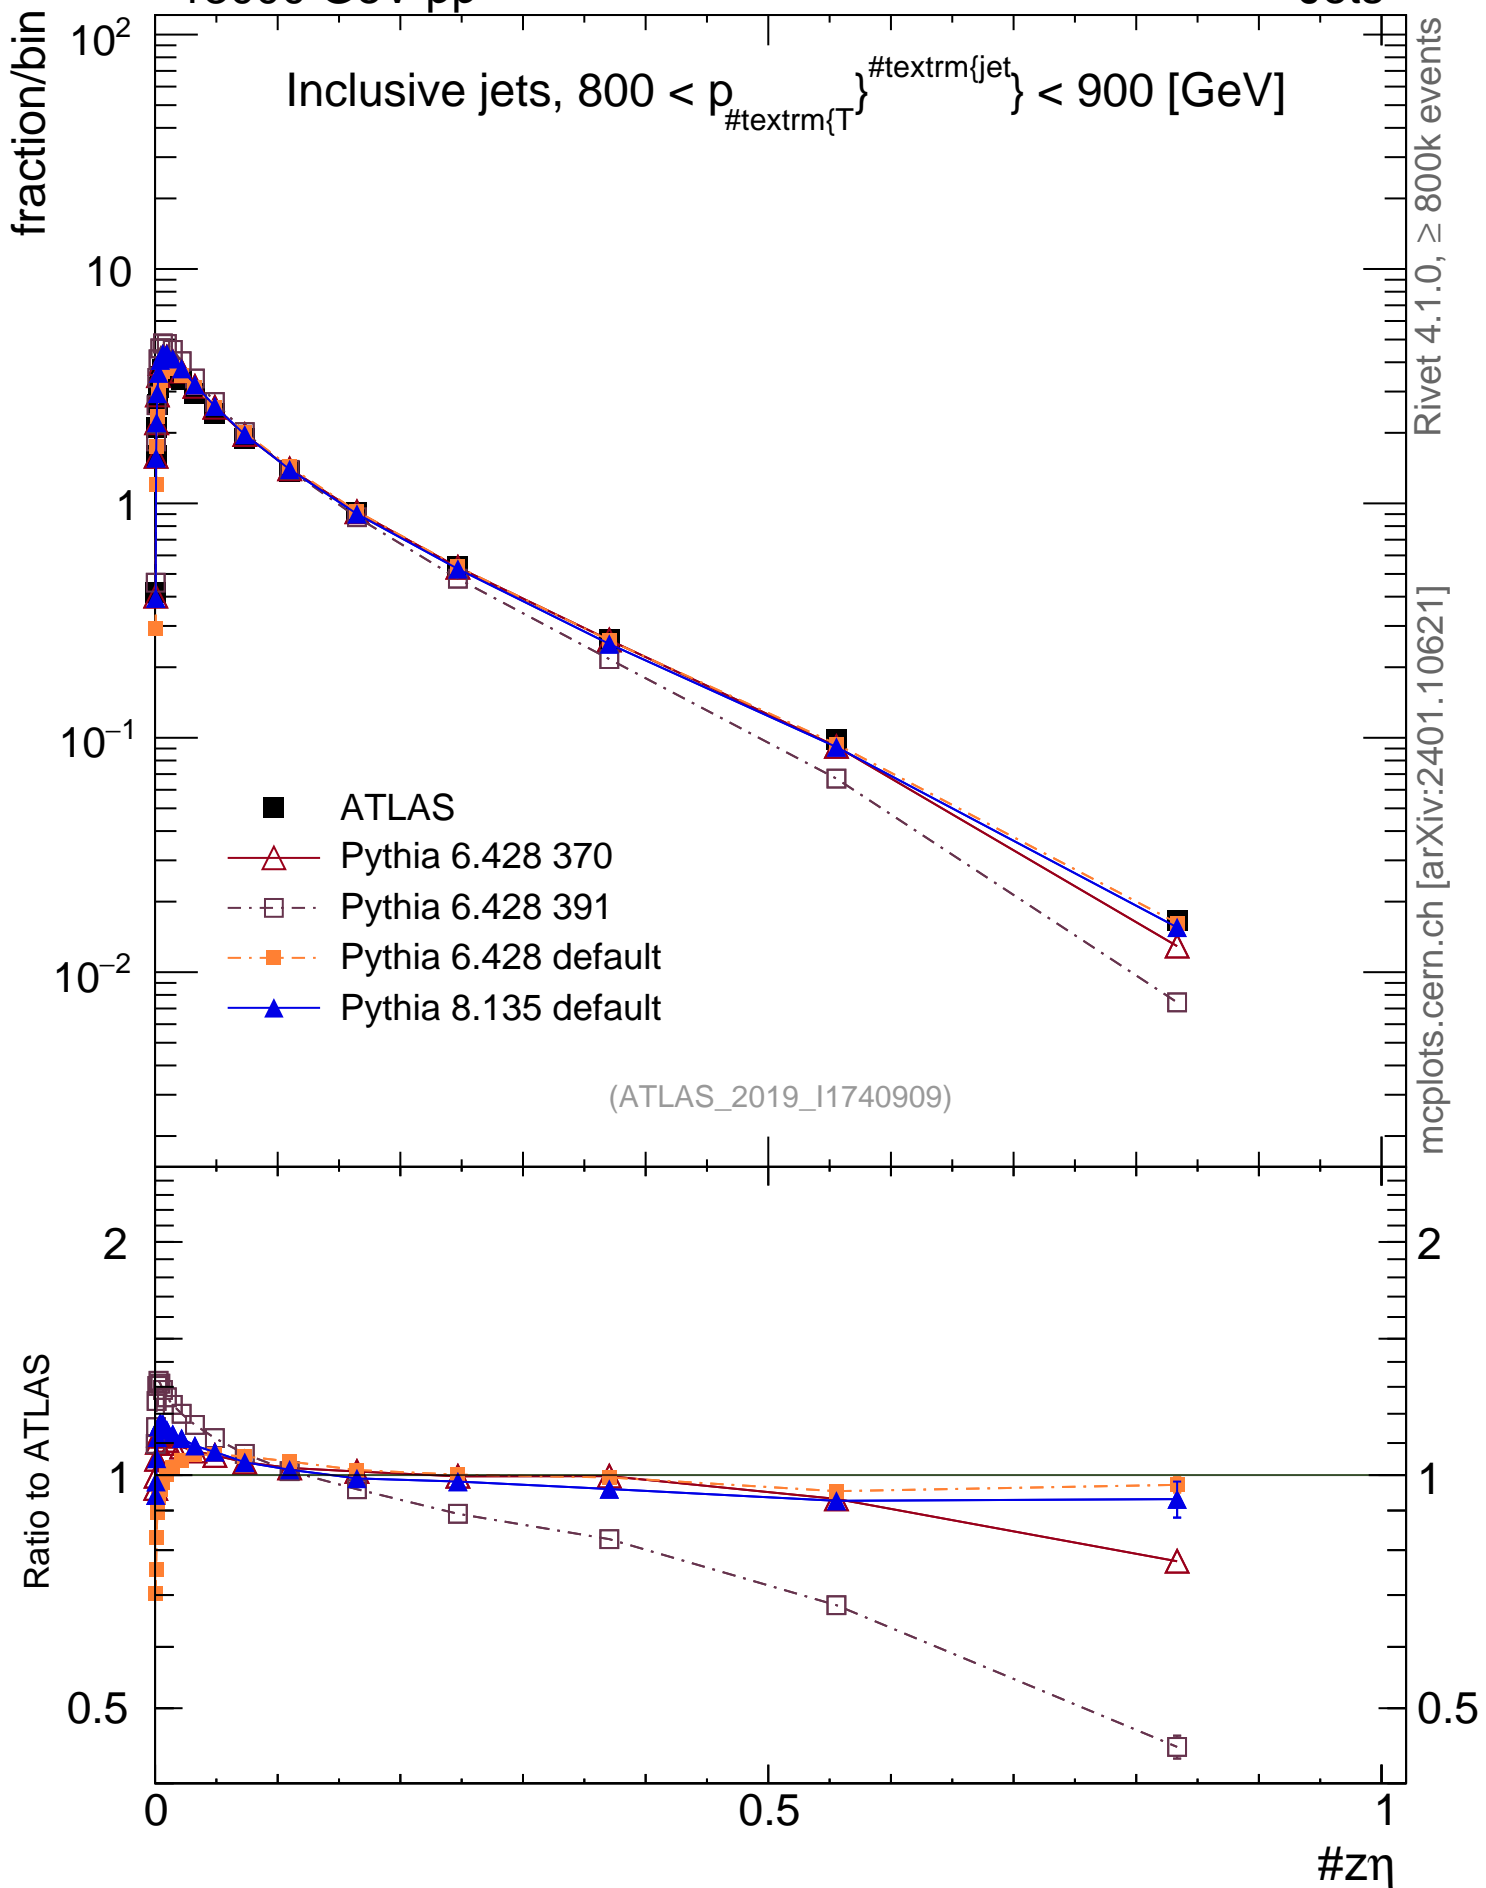 Inclusive jets, 800 < p_{#textrm{T}}^{#textrm{jet}} < 900 [GeV]
fraction/bin
10²
10
1
10⁻¹
10⁻²
ATLAS
Pythia 6.428 370
Pythia 6.428 391
Pythia 6.428 default
Pythia 8.135 default
(ATLAS_2019_I1740909)
Rivet 4.1.0, ≥ 800k events
mcplots.cern.ch [arXiv:2401.10621]
Ratio to ATLAS
2
1
0.5
2
1
0.5
0
0.5
1
#zη